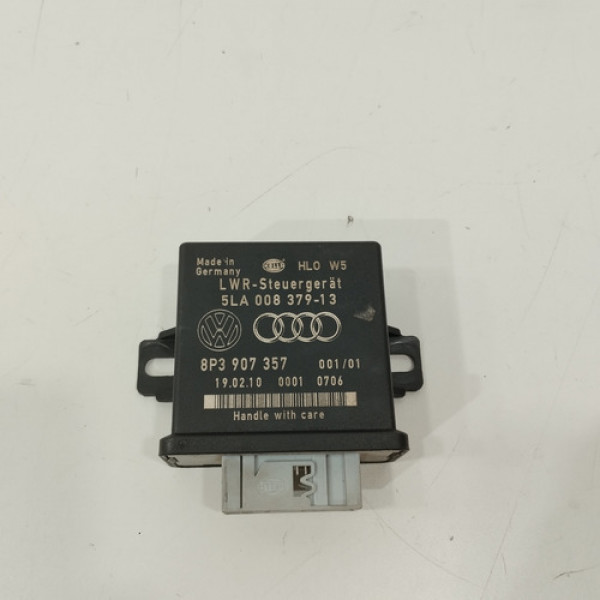 Made in
Germany
HELLA
HLO W5
LWR-Steuergerät
5LA 008 379-13
8P3 907 357 001/01
19.02.10 0001 0706
Handle with care